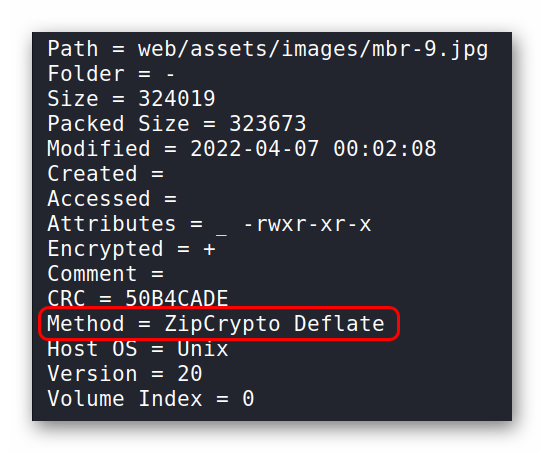 Path = web/assets/images/mbr-9.jpg
Folder = -
Size = 324019
Packed Size = 323673
Modified = 2022-04-07 00:02:08
Created =
Accessed =
Attributes = _ -rwxr-xr-x
Encrypted = +
Comment =
CRC = 50B4CADE
Method = ZipCrypto Deflate
Host OS = Unix
Version = 20
Volume Index = 0